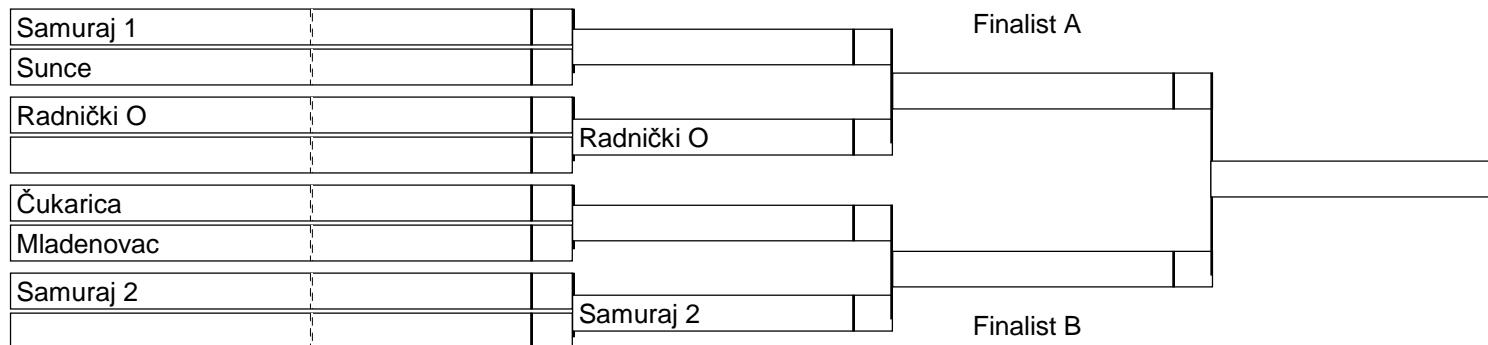 Samuraj 1
Finalist A
Sunce
Radnički O
Radnički O
Čukarica
Mladenovac
Samuraj 2
Samuraj 2
Finalist B